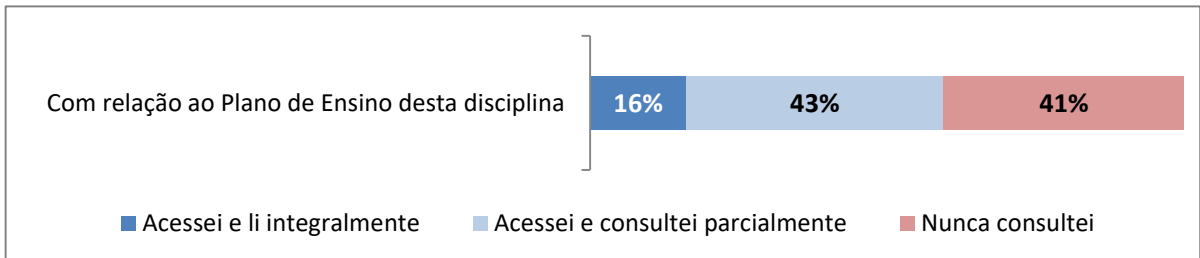 Com relação ao Plano de Ensino desta disciplina
16%
43%
41%
Acessei e li integralmente
Acessei e consultei parcialmente
Nunca consultei